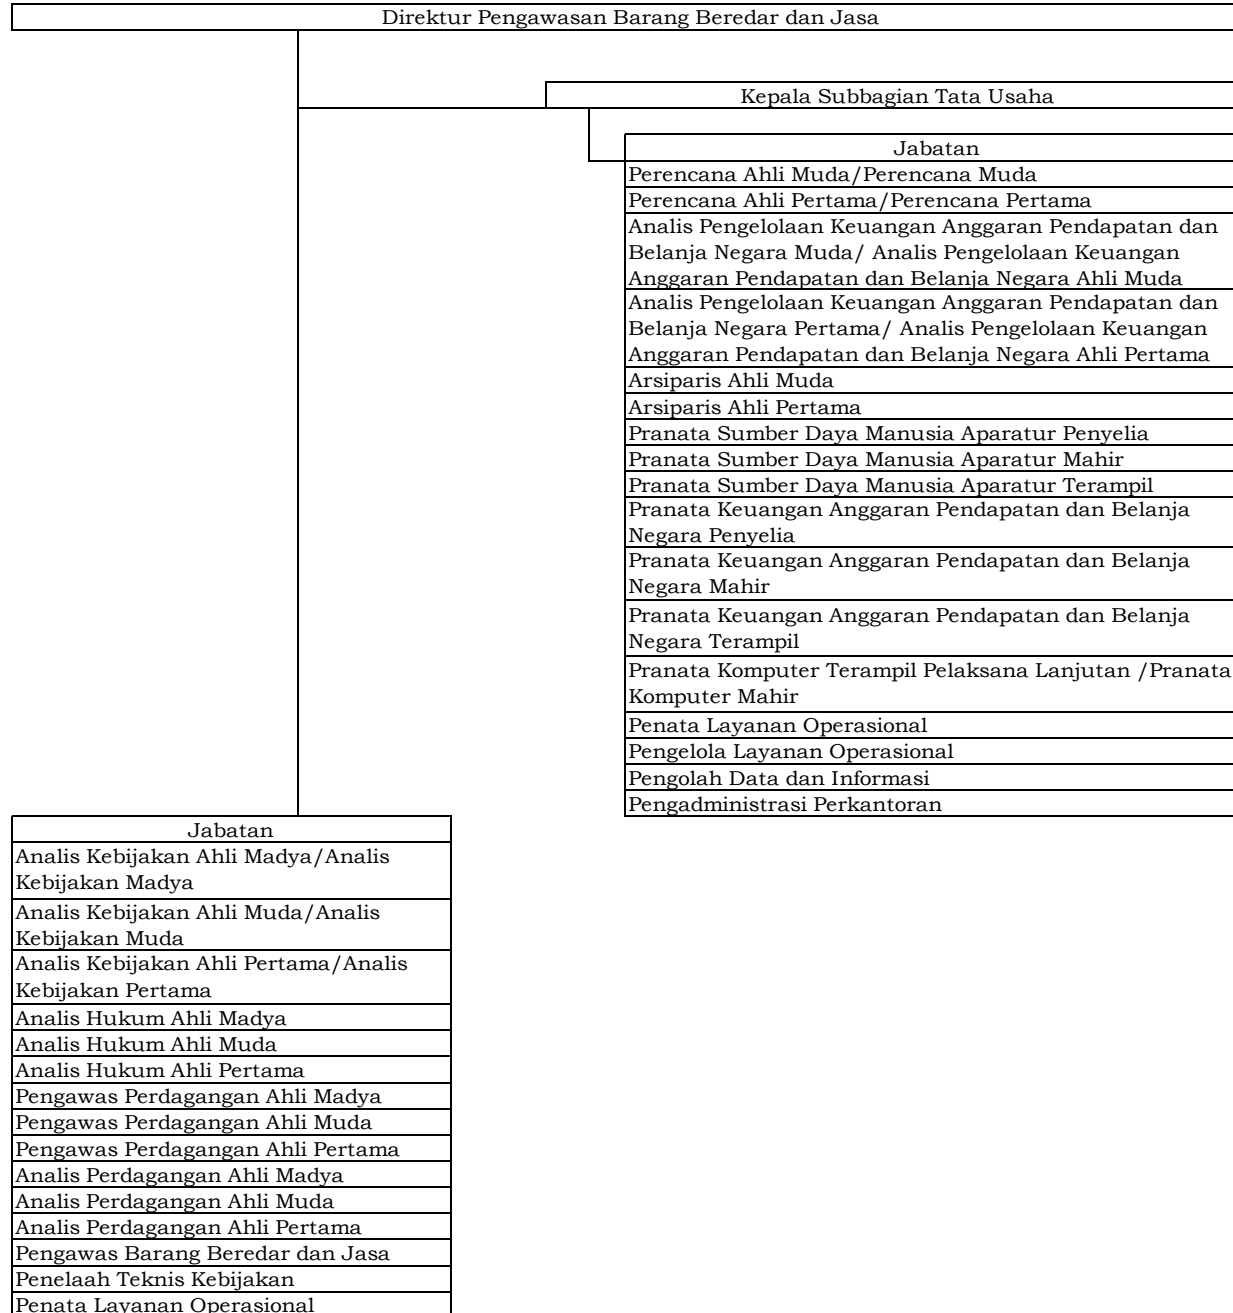 Direktur Pengawasan Barang Beredar dan Jasa
Kepala Subbagian Tata Usaha
Jabatan
Perencana Ahli Muda/Perencana Muda
Perencana Ahli Pertama/Perencana Pertama
Analis Pengelolaan Keuangan Anggaran Pendapatan dan
Belanja Negara Muda/ Analis Pengelolaan Keuangan
Anggaran Pendapatan dan Belanja Negara Ahli Muda
Analis Pengelolaan Keuangan Anggaran Pendapatan dan
Belanja Negara Pertama/ Analis Pengelolaan Keuangan
Anggaran Pendapatan dan Belanja Negara Ahli Pertama
Arsiparis Ahli Muda
Arsiparis Ahli Pertama
Pranata Sumber Daya Manusia Aparatur Penyelia
Pranata Sumber Daya Manusia Aparatur Mahir
Pranata Sumber Daya Manusia Aparatur Terampil
Pranata Keuangan Anggaran Pendapatan dan Belanja
Negara Penyelia
Pranata Keuangan Anggaran Pendapatan dan Belanja
Negara Mahir
Pranata Keuangan Anggaran Pendapatan dan Belanja
Negara Terampil
Pranata Komputer Terampil Pelaksana Lanjutan /Pranata
Komputer Mahir
Penata Layanan Operasional
Pengelola Layanan Operasional
Pengolah Data dan Informasi
Pengadministrasi Perkantoran
Jabatan
Analis Kebijakan Ahli Madya/Analis
Kebijakan Madya
Analis Kebijakan Ahli Muda/Analis
Kebijakan Muda
Analis Kebijakan Ahli Pertama/Analis
Kebijakan Pertama
Analis Hukum Ahli Madya
Analis Hukum Ahli Muda
Analis Hukum Ahli Pertama
Pengawas Perdagangan Ahli Madya
Pengawas Perdagangan Ahli Muda
Pengawas Perdagangan Ahli Pertama
Analis Perdagangan Ahli Madya
Analis Perdagangan Ahli Muda
Analis Perdagangan Ahli Pertama
Pengawas Barang Beredar dan Jasa
Penelaah Teknis Kebijakan
Penata Layanan Operasional